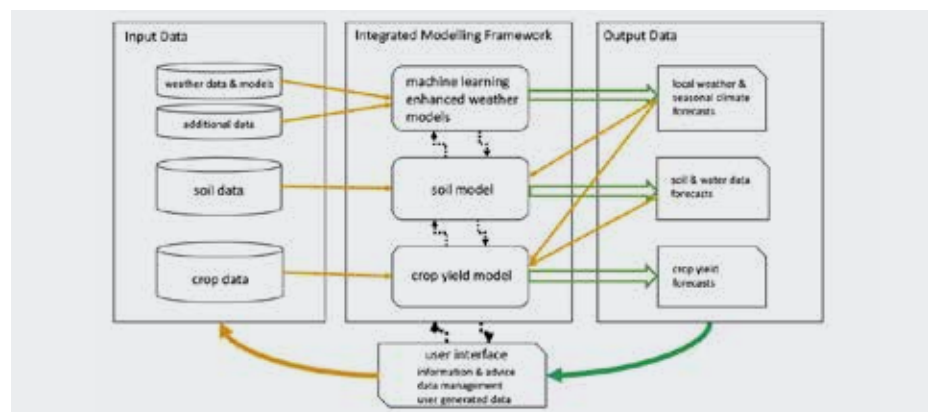 Input Data
Integrated Modelling Framework
Output Data
weather data & models
additional data
soil data
crop data
machine learning
enhanced weather
models
soil model
crop yield model
local weather &
seasonal climate
forecasts
soil & water data
forecasts
crop yield
forecasts
user interface
information & advice
data management
user generated data